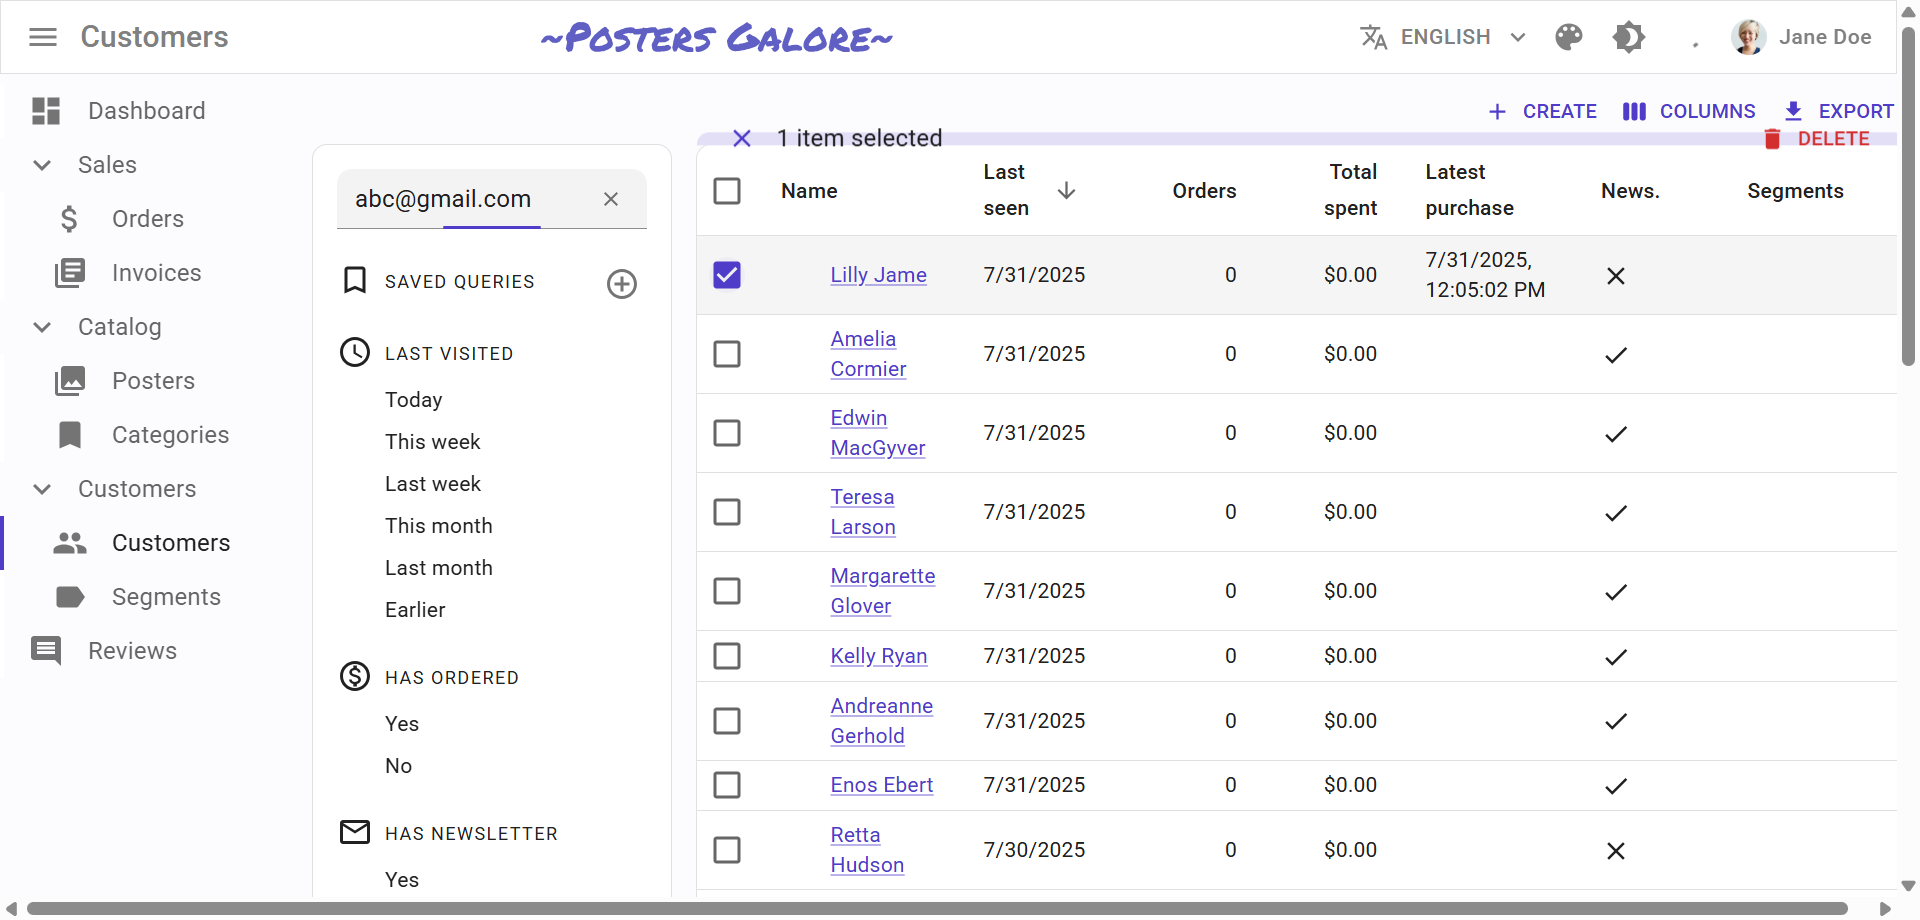 Customers
~Posters Galore~
ENGLISH
Jane Doe
Dashboard
Sales
Orders
Invoices
Catalog
Posters
Categories
Customers
Customers
Segments
Reviews
abc@gmail.com
SAVED QUERIES
LAST VISITED
Today
This week
Last week
This month
Last month
Earlier
HAS ORDERED
Yes
No
HAS NEWSLETTER
Yes
CREATE
COLUMNS
EXPORT
1 item selected
DELETE
Name
Last
seen
Orders
Total
spent
Latest
purchase
News.
Segments
Lilly Jame
7/31/2025
0
$0.00
7/31/2025,
12:05:02 PM
Amelia
Cormier
7/31/2025
0
$0.00
Edwin
MacGyver
7/31/2025
0
$0.00
Teresa
Larson
7/31/2025
0
$0.00
Margarette
Glover
7/31/2025
0
$0.00
Kelly Ryan
7/31/2025
0
$0.00
Andreanne
Gerhold
7/31/2025
0
$0.00
Enos Ebert
7/31/2025
0
$0.00
Retta
Hudson
7/30/2025
0
$0.00